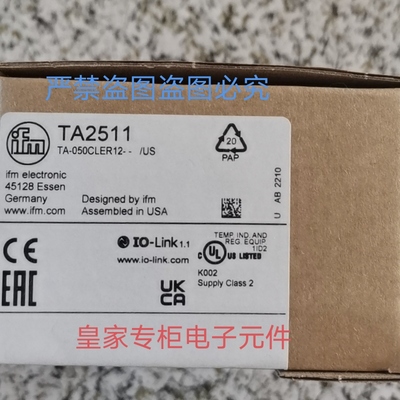 严禁盗图盗图必究
ifm
TA2511
TA-050CLER12- - /US
20
PAP
ifm electronic
45128 Essen
Germany
www.ifm.com
Designed by ifm
Assembled in USA
U AB 2210
CE
IO-Link 1.1
www.io-link.com
TEMP. IND. AND
REG. EQUIP.
1ID2
C UL US LISTED
K002
Supply Class 2
EAC
UK
CA
皇家专柜电子元件